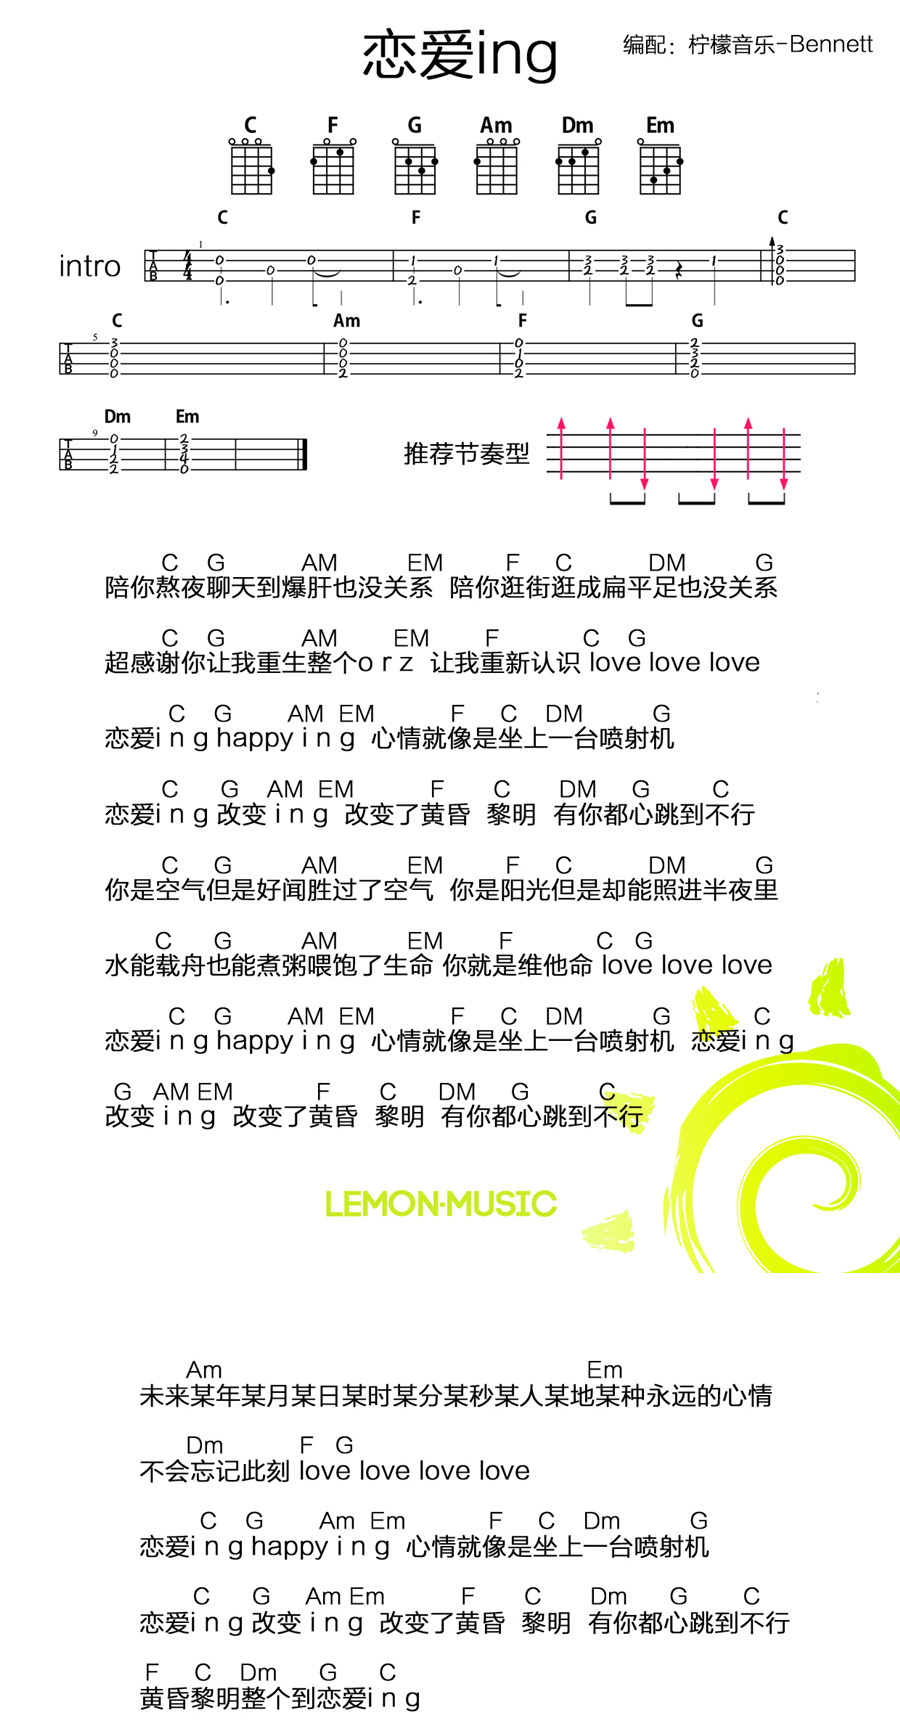 恋爱ing
编配：柠檬音乐-Bennett
C F G Am Dm Em
C F G C
intro
T A B 4 4 1 0 0 0 0 1 2 0 1 3 2 3 2 3 2 1 3 0 0 0
C Am F G
T A B 5 3 0 0 0 0 0 0 2 0 1 0 2 2 3 2 0
Dm Em
T A B 9 0 1 2 2 2 3 4 0
推荐节奏型
C G AM EM F C DM G
陪你熬夜聊天到爆肝也没关系 陪你逛街逛成扁平足也没关系
C G AM EM F C G
超感谢你让我重生整个o r z 让我重新认识 love love love
C G AM EM F C DM G
恋爱i n g happy i n g 心情就像是坐上一台喷射机
C G AM EM F C DM G C
恋爱i n g 改变 i n g 改变了黄昏 黎明 有你都心跳到不行
C G AM EM F C DM G
你是空气但是好闻胜过了空气 你是阳光但是却能照进半夜里
C G AM EM F C G
水能载舟也能煮粥喂饱了生命 你就是维他命 love love love
C G AM EM F C DM G C
恋爱i n g happy i n g 心情就像是坐上一台喷射机 恋爱i n g
G AM EM F C DM G C
改变 i n g 改变了黄昏 黎明 有你都心跳到不行
LEMON·MUSIC
Am Em
未来某年某月某日某时某分某秒某人某地某种永远的心情
Dm F G
不会忘记此刻 love love love love
C G Am Em F C Dm G
恋爱i n g happy i n g 心情就像是坐上一台喷射机
C G Am Em F C Dm G C
恋爱i n g 改变 i n g 改变了黄昏 黎明 有你都心跳到不行
F C Dm G C
黄昏黎明整个到恋爱i n g